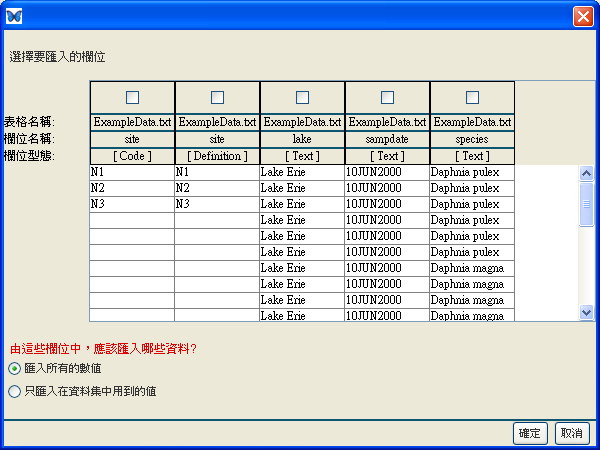 選擇要匯入的欄位
表格名稱: ExampleData.txt ExampleData.txt ExampleData.txt ExampleData.txt ExampleData.txt
欄位名稱: site site lake sampdate species
欄位型態: [ Code ] [ Definition ] [ Text ] [ Text ] [ Text ]
N1 N1 Lake Erie 10JUN2000 Daphnia pulex
N2 N2 Lake Erie 10JUN2000 Daphnia pulex
N3 N3 Lake Erie 10JUN2000 Daphnia pulex
Lake Erie 10JUN2000 Daphnia pulex
Lake Erie 10JUN2000 Daphnia pulex
Lake Erie 10JUN2000 Daphnia pulex
Lake Erie 10JUN2000 Daphnia magna
Lake Erie 10JUN2000 Daphnia magna
Lake Erie 10JUN2000 Daphnia magna
Lake Erie 10JUN2000 Daphnia magna
由這些欄位中，應該匯入哪些資料?
匯入所有的數值
只匯入在資料集中用到的值
確定 取消